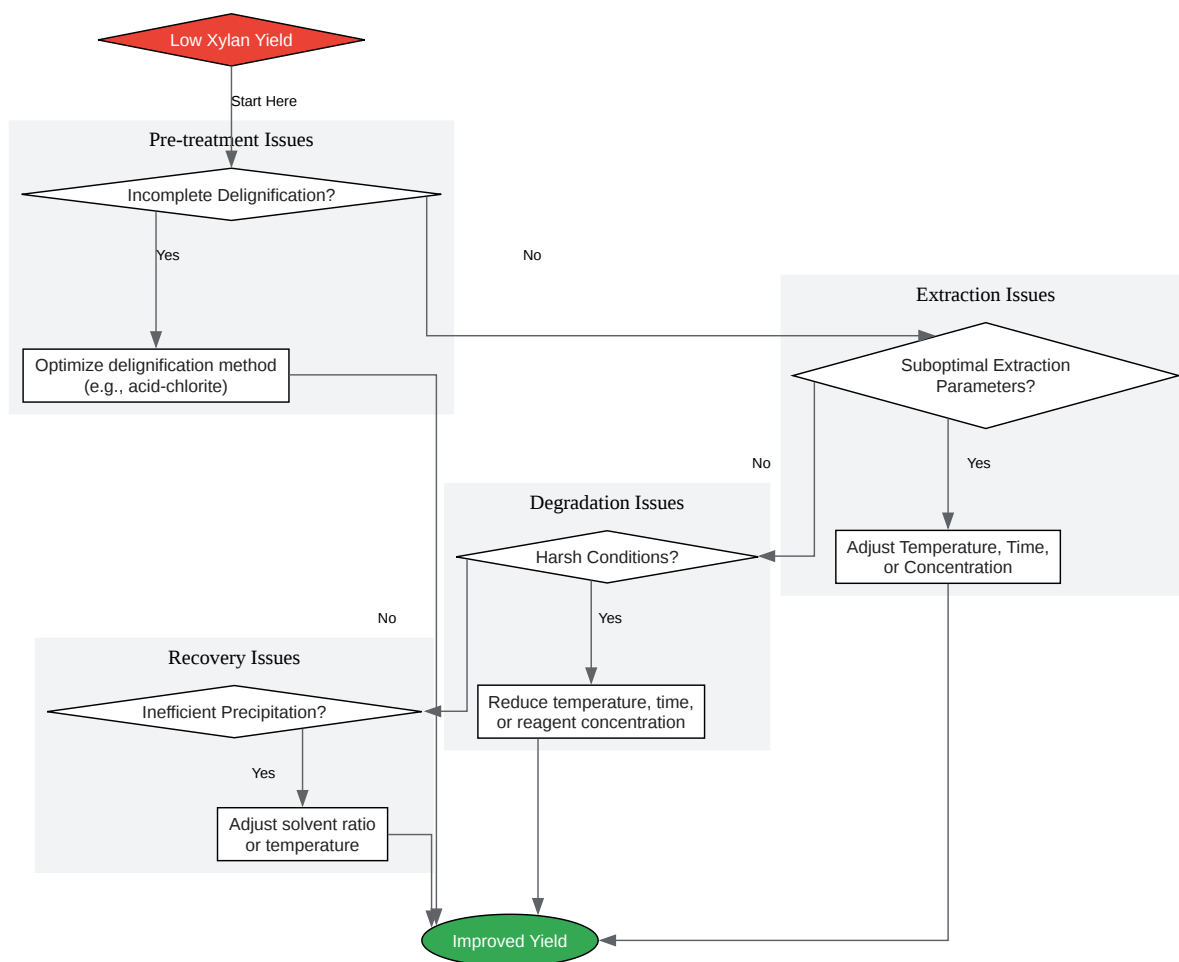 Low Xylan Yield
Start Here
Pre-treatment Issues
Incomplete Delignification?
Yes
No
Optimize delignification method
(e.g., acid-chlorite)
Extraction Issues
Suboptimal Extraction
Parameters?
Yes
No
Adjust Temperature, Time,
or Concentration
Degradation Issues
Harsh Conditions?
Yes
No
Reduce temperature, time,
or reagent concentration
Recovery Issues
Inefficient Precipitation?
Yes
Adjust solvent ratio
or temperature
Improved Yield